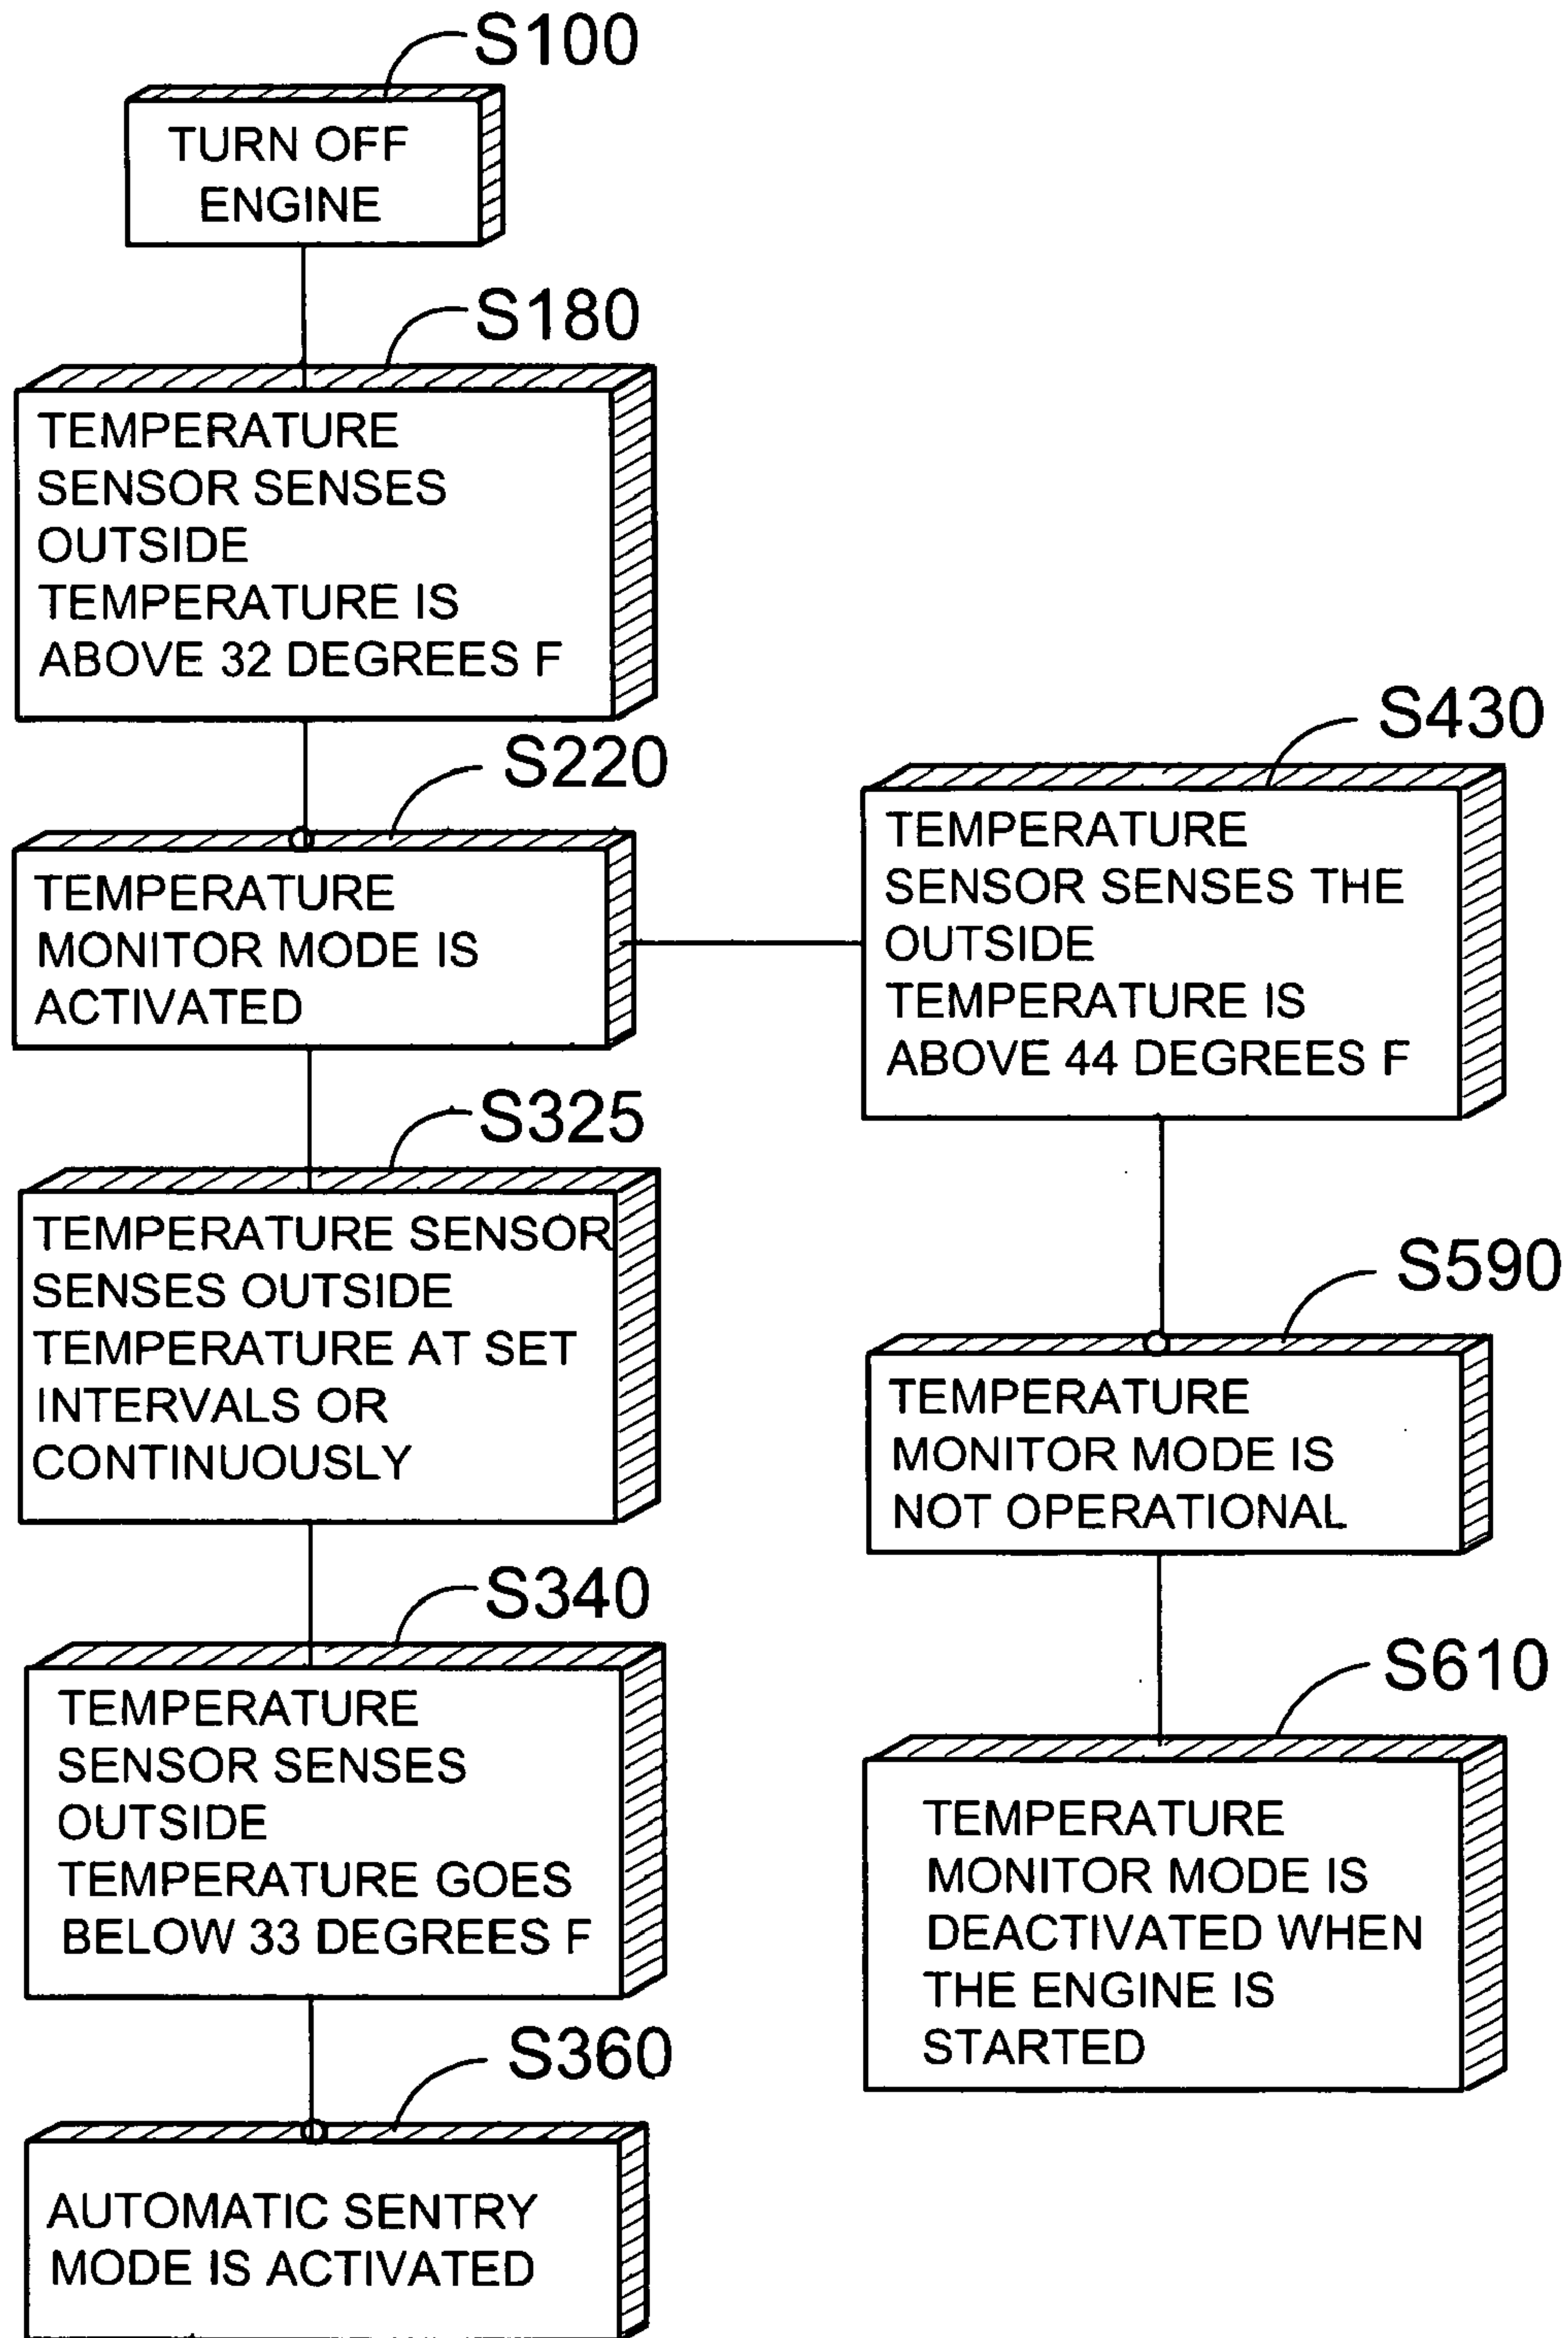 S100
TURN OFF
ENGINE
S180
TEMPERATURE
SENSOR SENSES
OUTSIDE
TEMPERATURE IS
ABOVE 32 DEGREES F
S220
TEMPERATURE
MONITOR MODE IS
ACTIVATED
S325
TEMPERATURE SENSOR
SENSES OUTSIDE
TEMPERATURE AT SET
INTERVALS OR
CONTINUOUSLY
S340
TEMPERATURE
SENSOR SENSES
OUTSIDE
TEMPERATURE GOES
BELOW 33 DEGREES F
S360
AUTOMATIC SENTRY
MODE IS ACTIVATED
S430
TEMPERATURE
SENSOR SENSES THE
OUTSIDE
TEMPERATURE IS
ABOVE 44 DEGREES F
S590
TEMPERATURE
MONITOR MODE IS
NOT OPERATIONAL
S610
TEMPERATURE
MONITOR MODE IS
DEACTIVATED WHEN
THE ENGINE IS
STARTED